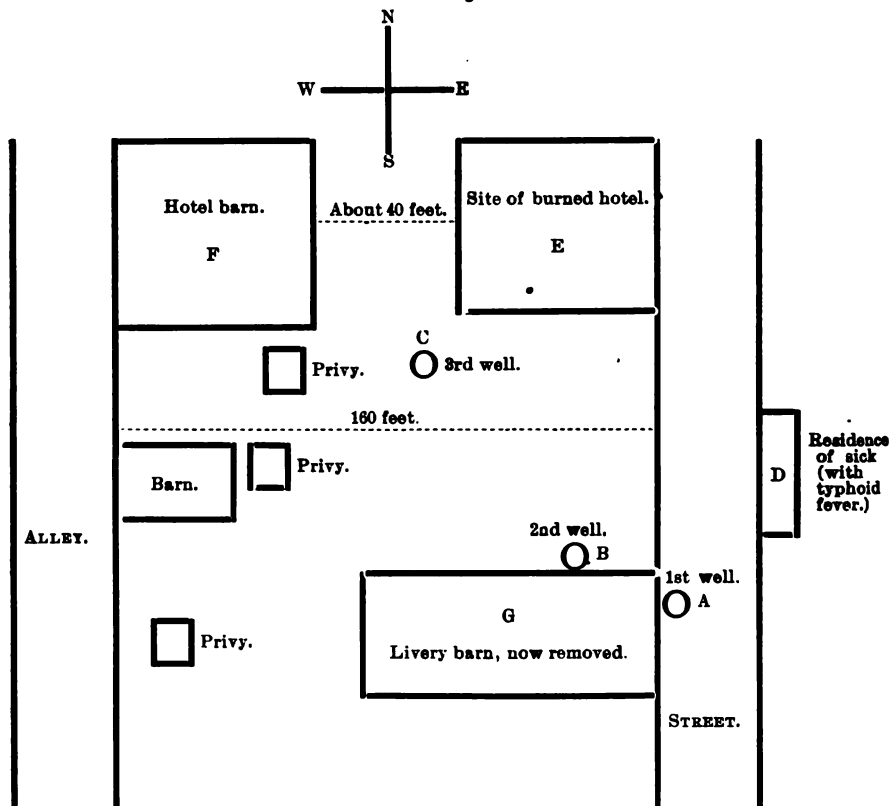 N
W E
S
Hotel barn.
F
About 40 feet.
Site of burned hotel.
E
C
3rd well.
Privy.
160 feet.
Barn.
Privy.
D
Residence
of sick
(with
typhoid
fever.)
ALLEY.
2nd well.
B
1st well.
A
G
Livery barn, now removed.
Privy.
STREET.